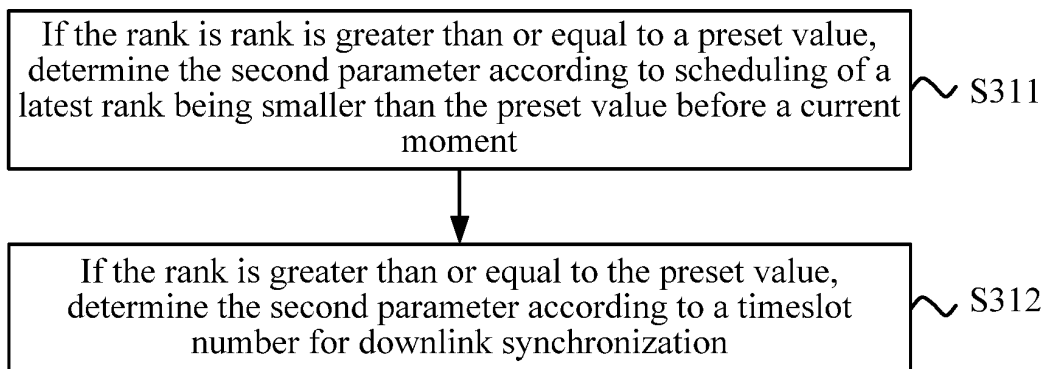 If the rank is rank is greater than or equal to a preset value,
determine the second parameter according to scheduling of a
latest rank being smaller than the preset value before a current
moment
S311
If the rank is greater than or equal to the preset value,
determine the second parameter according to a timeslot
number for downlink synchronization
S312